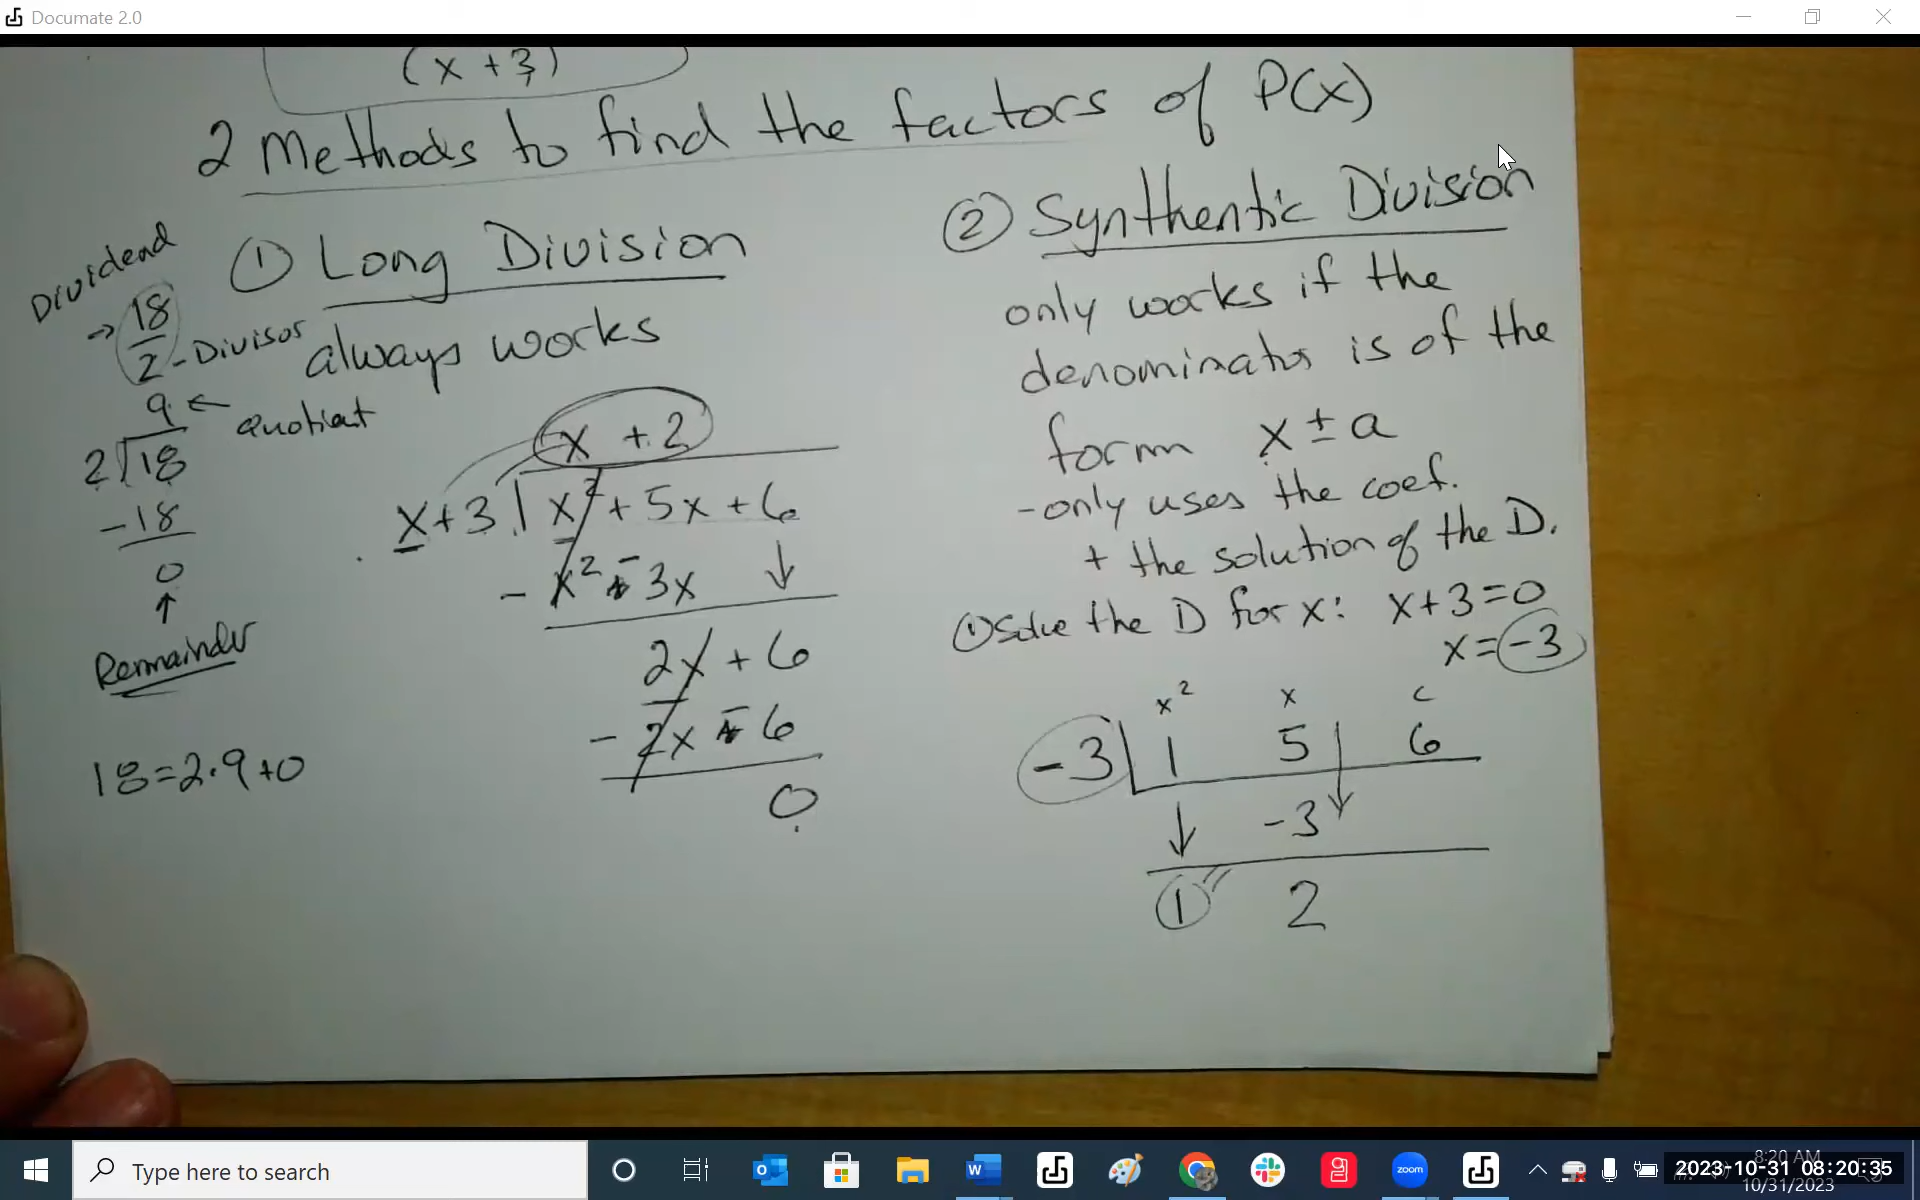 Documate 2.0
(x + 3)
2 Methods to find the factors of P(x)
Dividend
→ 18
2 - Divisor
9 ← Quotient
2 18
-18
0
↑
Remainder
18 = 2·9 + 0
① Long Division
always works
x + 2
x + 3 x² + 5x + 6
- x² - 3x ↓
2x + 6
- 2x - 6
0
② Synthentic Division
only works if the
denominator is of the
form x ± a
- only uses the coef.
+ the solution of the D.
① Solve the D for x: x + 3 = 0
x = -3
x² x c
-3 1 5 6
↓ -3 ↓
1 2
Type here to search
zoom
8:20 AM
2023-10-31 08:20:35
10/31/2023